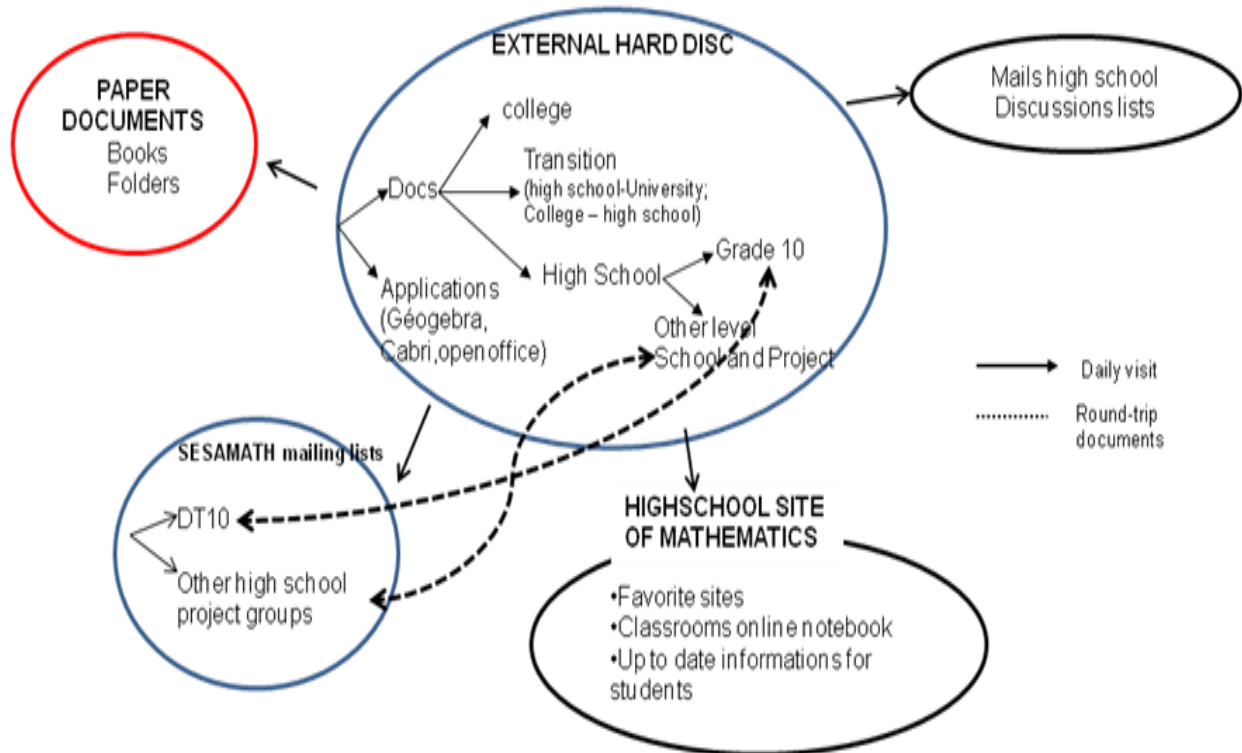 EXTERNAL HARD DISC
PAPER
DOCUMENTS
Books
Folders
Mails high school
Discussions lists
college
Transition
(high school-University;
College – high school)
Docs
Grade 10
High School
Applications
(Géogebra,
Cabri,open office)
Other level
School and Project
Daily visit
Round-trip
documents
SESAMATH mailing lists
DT10
Other high school
project groups
HIGHSCHOOL SITE
OF MATHEMATICS
•Favorite sites
•Classrooms online notebook
•Up to date informations for
students